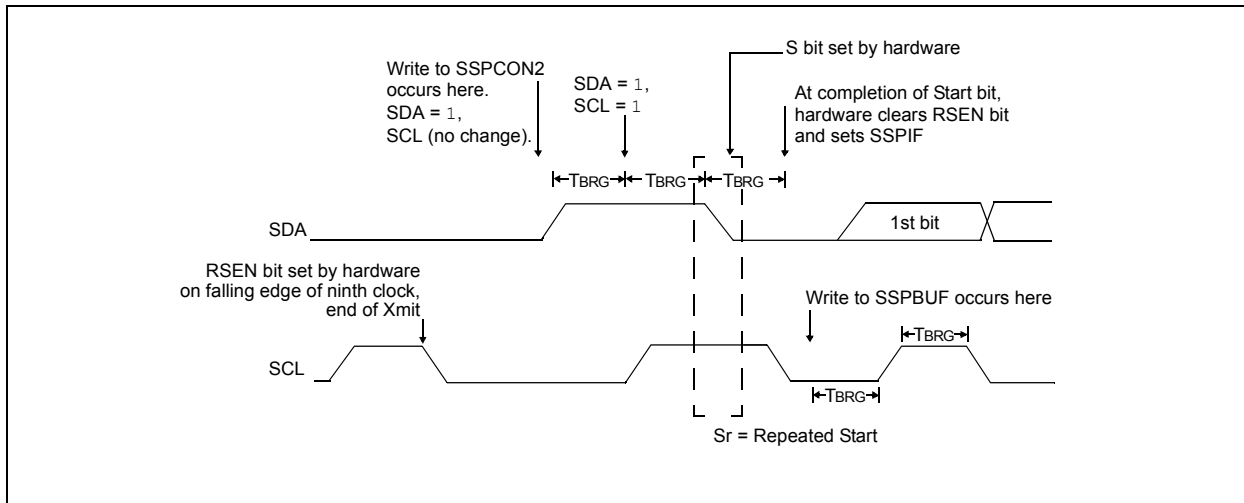 S bit set by hardware
Write to SSPCON2
occurs here.
SDA = 1,
SCL (no change).
SDA = 1,
SCL = 1
At completion of Start bit,
hardware clears RSEN bit
and sets SSPIF
TBRG
TBRG
TBRG
SDA
1st bit
RSEN bit set by hardware
on falling edge of ninth clock,
end of Xmit
Write to SSPBUF occurs here
TBRG
SCL
TBRG
Sr = Repeated Start